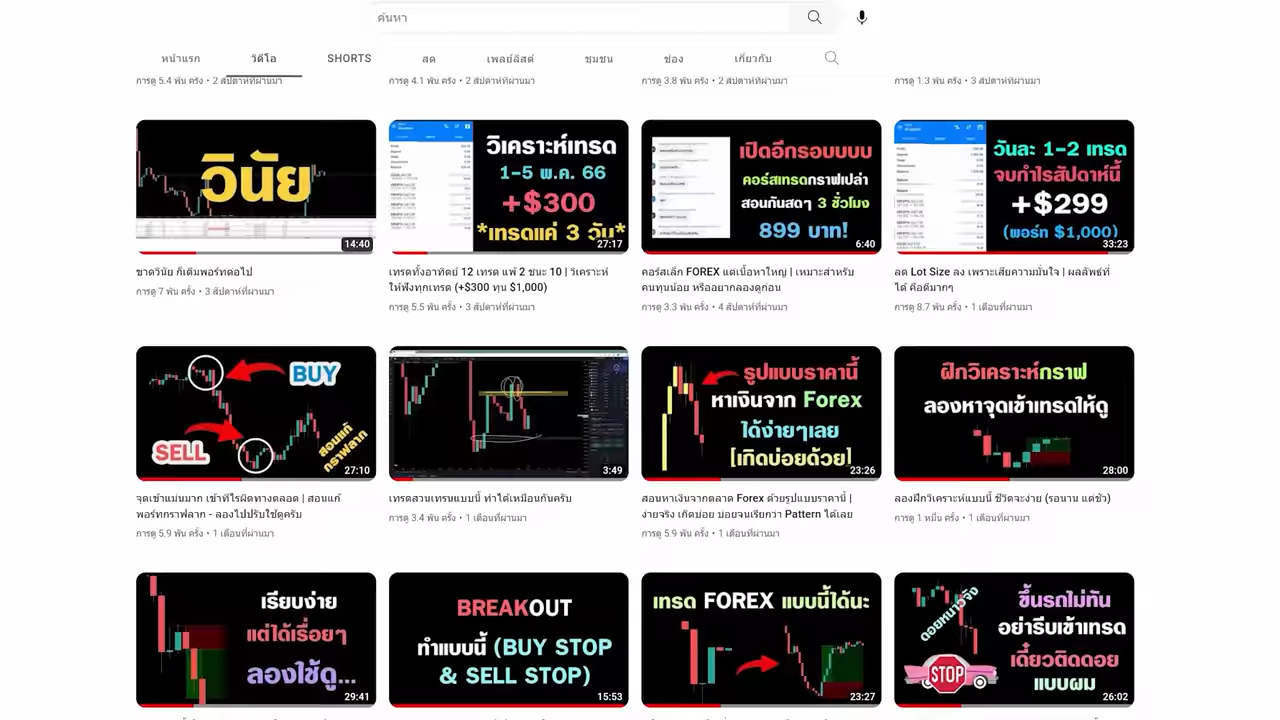 ค้นหา
หน้าแรก
วิดีโอ
SHORTS
สด
เพลย์ลิสต์
ชุมชน
ช่อง
เกี่ยวกับ
การดู 5.4 พัน ครั้ง • 2 สัปดาห์ที่ผ่านมา
การดู 4.1 พัน ครั้ง • 2 สัปดาห์ที่ผ่านมา
การดู 3.8 พัน ครั้ง • 2 สัปดาห์ที่ผ่านมา
การดู 1.3 พัน ครั้ง • 3 สัปดาห์ที่ผ่านมา
วินัย
14:40
วิเคราะห์เทรด
1-5 พ.ค. 66
+$300
*เทรดแค่ 3 วัน*
27:17
เปิดอีกรอบบบบ
คอร์สเทรดกราฟเปล่า
สอนกันสดๆ 3 ชั่วโมง
899 บาท!
6:40
วันละ 1-2 เทรด
จบกำไรสัปดาห์นี้
+$299
(พอร์ท $1,000)
33:23
ขาดวินัย ก็เติมพอร์ทต่อไป
การดู 7 พัน ครั้ง • 3 สัปดาห์ที่ผ่านมา
เทรดทั้งอาทิตย์ 12 เทรด แพ้ 2 ชนะ 10 | วิเคราะห์
ให้ฟังทุกเทรด (+$300 ทุน $1,000)
การดู 5.5 พัน ครั้ง • 3 สัปดาห์ที่ผ่านมา
คอร์สเล็ก FOREX แต่เนื้อหาใหญ่ | เหมาะสำหรับ
คนทุนน้อย หรืออยากลองดูก่อน
การดู 3.3 พัน ครั้ง • 4 สัปดาห์ที่ผ่านมา
ลด Lot Size ลง เพราะเสียความมั่นใจ | ผลลัพธ์ที่
ได้ คือดีมากๆ
การดู 8.7 พัน ครั้ง • 1 เดือนที่ผ่านมา
BUY
SELL
สอนแก้
กราฟลาก
27:10
3:49
รูปแบบราคานี้
หาเงินจาก Forex
ได้ง่ายๆเลย
[เกิดบ่อยด้วย]
23:26
ฝึกวิเคราะห์กราฟ
ลองหาจุดเข้าเทรดให้ดู
28:00
จุดเข้าแม่นมาก เข้าทีไรผิดทางตลอด | สอนแก้
พอร์ทกราฟลาก - ลองไปปรับใช้ดูครับ
การดู 5.9 พัน ครั้ง • 1 เดือนที่ผ่านมา
เทรดสวนเทรนแบบนี้ ทำได้เหมือนกันครับ
การดู 3.4 พัน ครั้ง • 1 เดือนที่ผ่านมา
สอนหาเงินจากตลาด Forex ด้วยรูปแบบราคานี้ |
ง่ายจริง เกิดบ่อย บ่อยจนเรียกว่า Pattern ได้เลย
การดู 5.9 พัน ครั้ง • 1 เดือนที่ผ่านมา
ลองฝึกวิเคราะห์แบบนี้ ชีวิตจะง่าย (รอนาน แต่ชัว)
การดู 1 หมื่น ครั้ง • 1 เดือนที่ผ่านมา
เรียบง่าย
แต่ได้เรื่อยๆ
ลองใช้ดู...
29:41
BREAKOUT
ทำแบบนี้ (BUY STOP
& SELL STOP)
15:53
เทรด FOREX แบบนี้ได้นะ
23:27
ดอยหนาวจัง
ขึ้นรถไม่ทัน
อย่ารีบเข้าเทรด
เดี๋ยวติดดอย
แบบผม
STOP
26:02